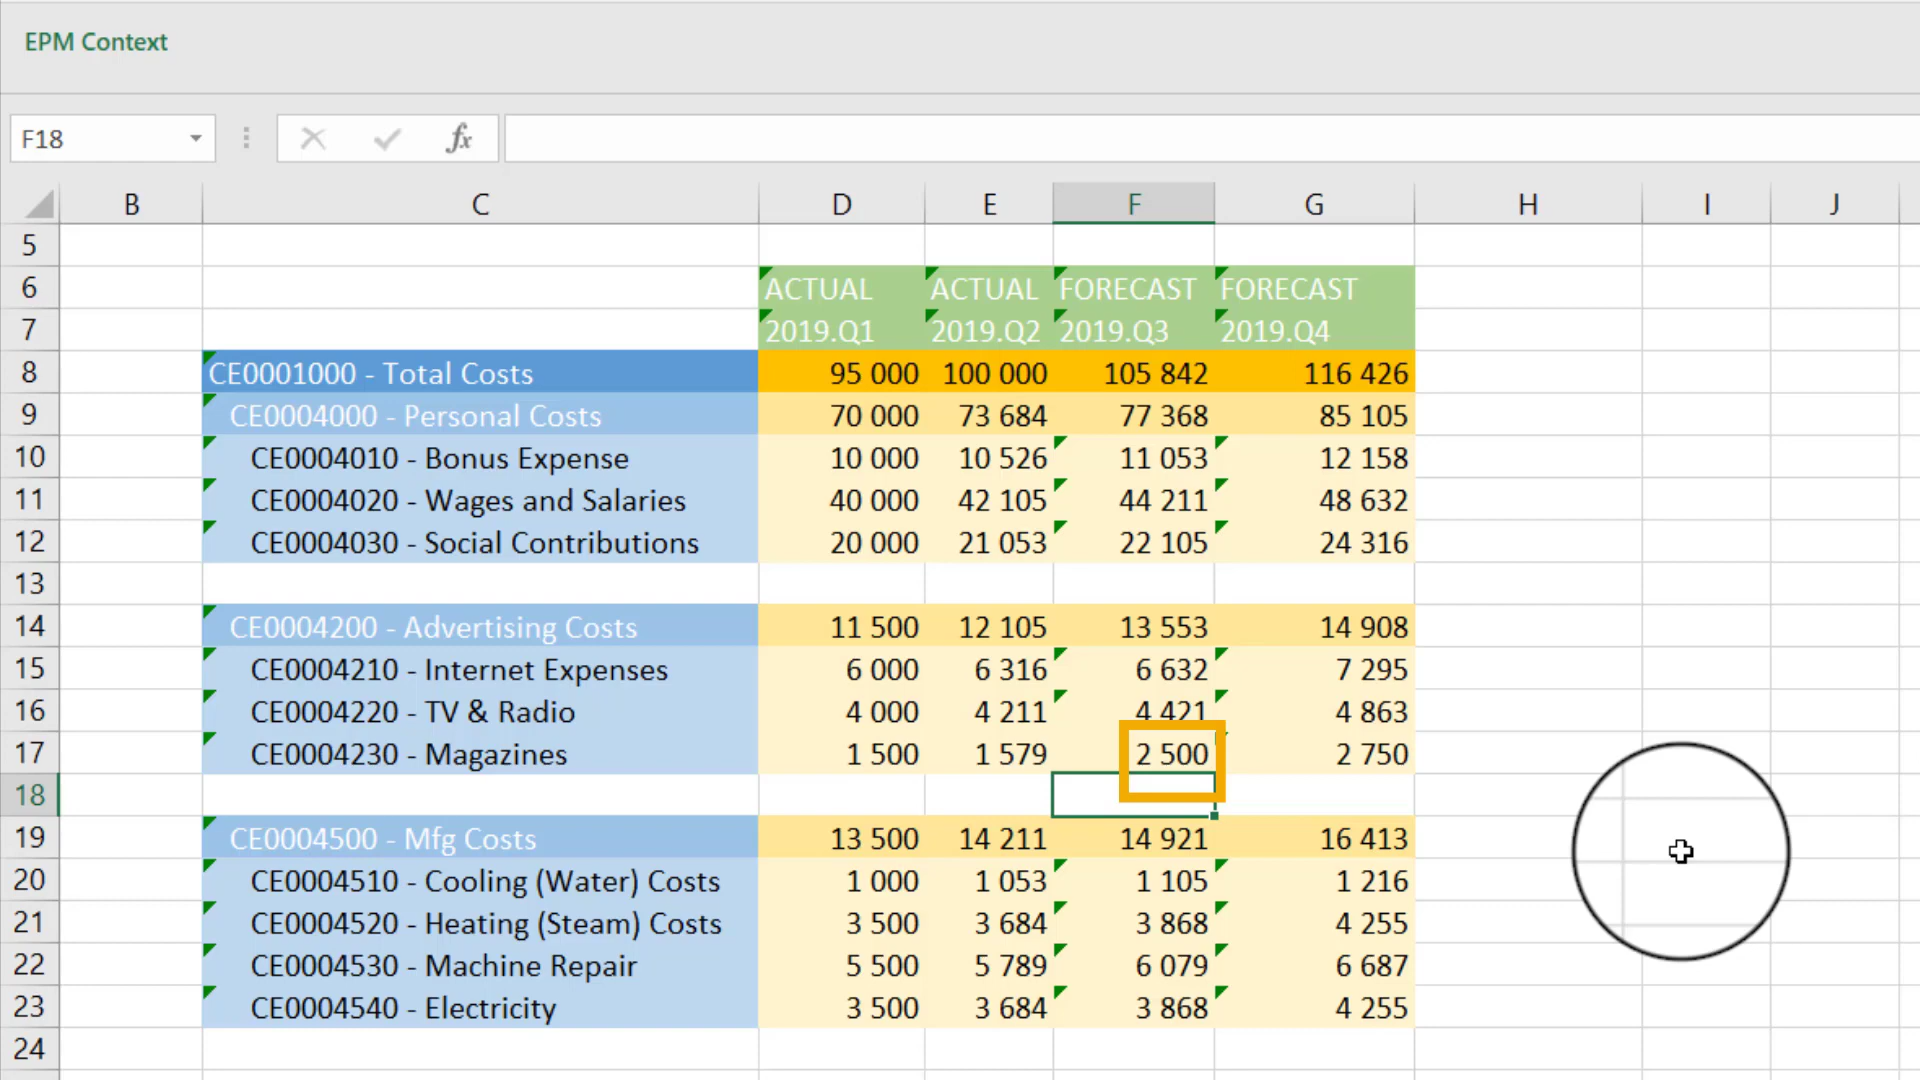 EPM Context
F18 fx
B C D E F G H I J
5
6 ACTUAL ACTUAL FORECAST FORECAST
7 2019.Q1 2019.Q2 2019.Q3 2019.Q4
8 CE0001000 - Total Costs 95 000 100 000 105 842 116 426
9 CE0004000 - Personal Costs 70 000 73 684 77 368 85 105
10 CE0004010 - Bonus Expense 10 000 10 526 11 053 12 158
11 CE0004020 - Wages and Salaries 40 000 42 105 44 211 48 632
12 CE0004030 - Social Contributions 20 000 21 053 22 105 24 316
13
14 CE0004200 - Advertising Costs 11 500 12 105 13 553 14 908
15 CE0004210 - Internet Expenses 6 000 6 316 6 632 7 295
16 CE0004220 - TV & Radio 4 000 4 211 4 421 4 863
17 CE0004230 - Magazines 1 500 1 579 2 500 2 750
18
19 CE0004500 - Mfg Costs 13 500 14 211 14 921 16 413
20 CE0004510 - Cooling (Water) Costs 1 000 1 053 1 105 1 216
21 CE0004520 - Heating (Steam) Costs 3 500 3 684 3 868 4 255
22 CE0004530 - Machine Repair 5 500 5 789 6 079 6 687
23 CE0004540 - Electricity 3 500 3 684 3 868 4 255
24